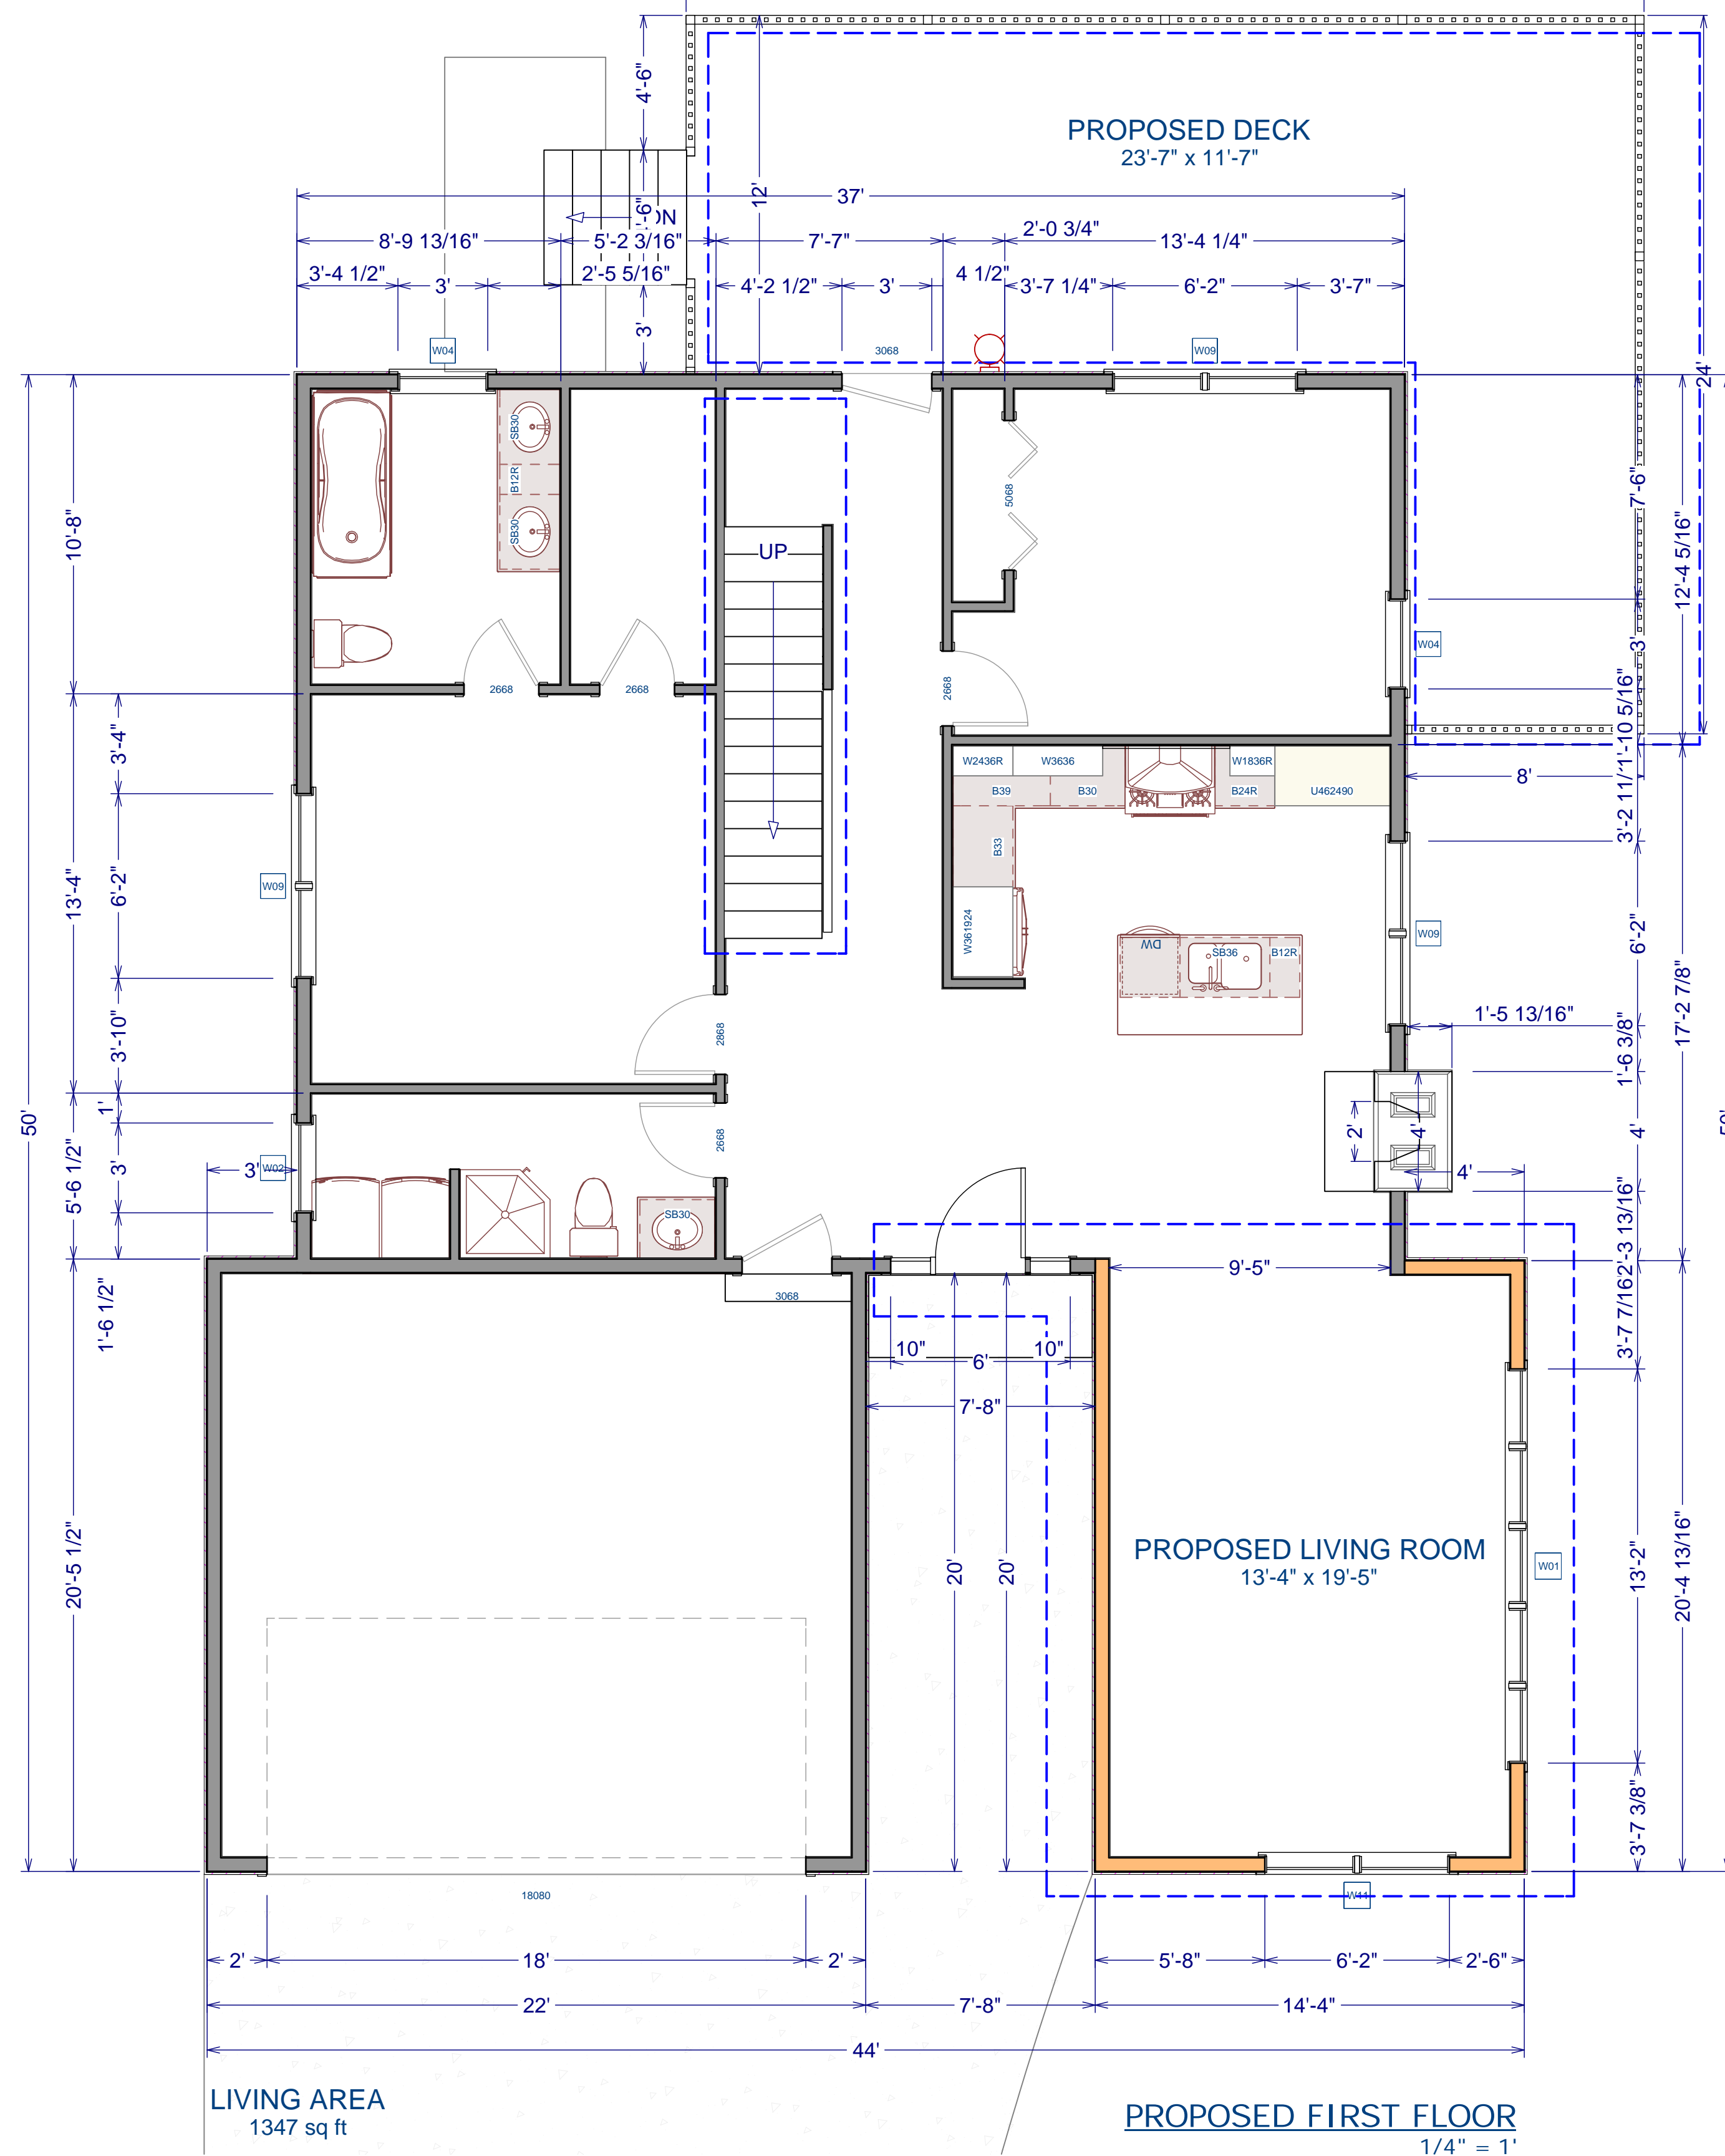 4'-6"
PROPOSED DECK
23'-7" x 11'-7"
12'
37'
2'-0 3/4"
8'-9 13/16"
5'-2 3/16"
7'-7"
13'-4 1/4"
3'-4 1/2"
3'
2'-5 5/16"
4'-2 1/2"
3'
4 1/2"
3'-7 1/4"
6'-2"
3'-7"
3'
24'
W04
3068
W09
SB30
B12R
SB30
5068
UP
10'-8"
7'-6"
12'-4 5/16"
2668
2668
2668
W04
3'
1'-10 5/16"
3'-4"
W2436R
W3636
W1836R
B39
B30
B24R
U462490
8'
3'-2 11/
B33
W09
13'-4"
6'-2"
W361924
DW
SB36
B12R
W09
6'-2"
17'-2 7/8"
1'-5 13/16"
3'-10"
2868
1'-6 3/8"
50'
1'
2'
4'
4'
2668
5'-6 1/2"
3'
3'
W02
4'
SB30
2'-3 13/16"
9'-5"
3068
1'-6 1/2"
3'-7 7/16
10"
6'
10"
7'-8"
PROPOSED LIVING ROOM
13'-4" x 19'-5"
W01
20'-5 1/2"
20'
20'
13'-2"
20'-4 13/16"
3'-7 3/8"
18080
W11
2'
18'
2'
5'-8"
6'-2"
2'-6"
22'
7'-8"
14'-4"
44'
LIVING AREA
1347 sq ft
PROPOSED FIRST FLOOR
1/4" = 1'